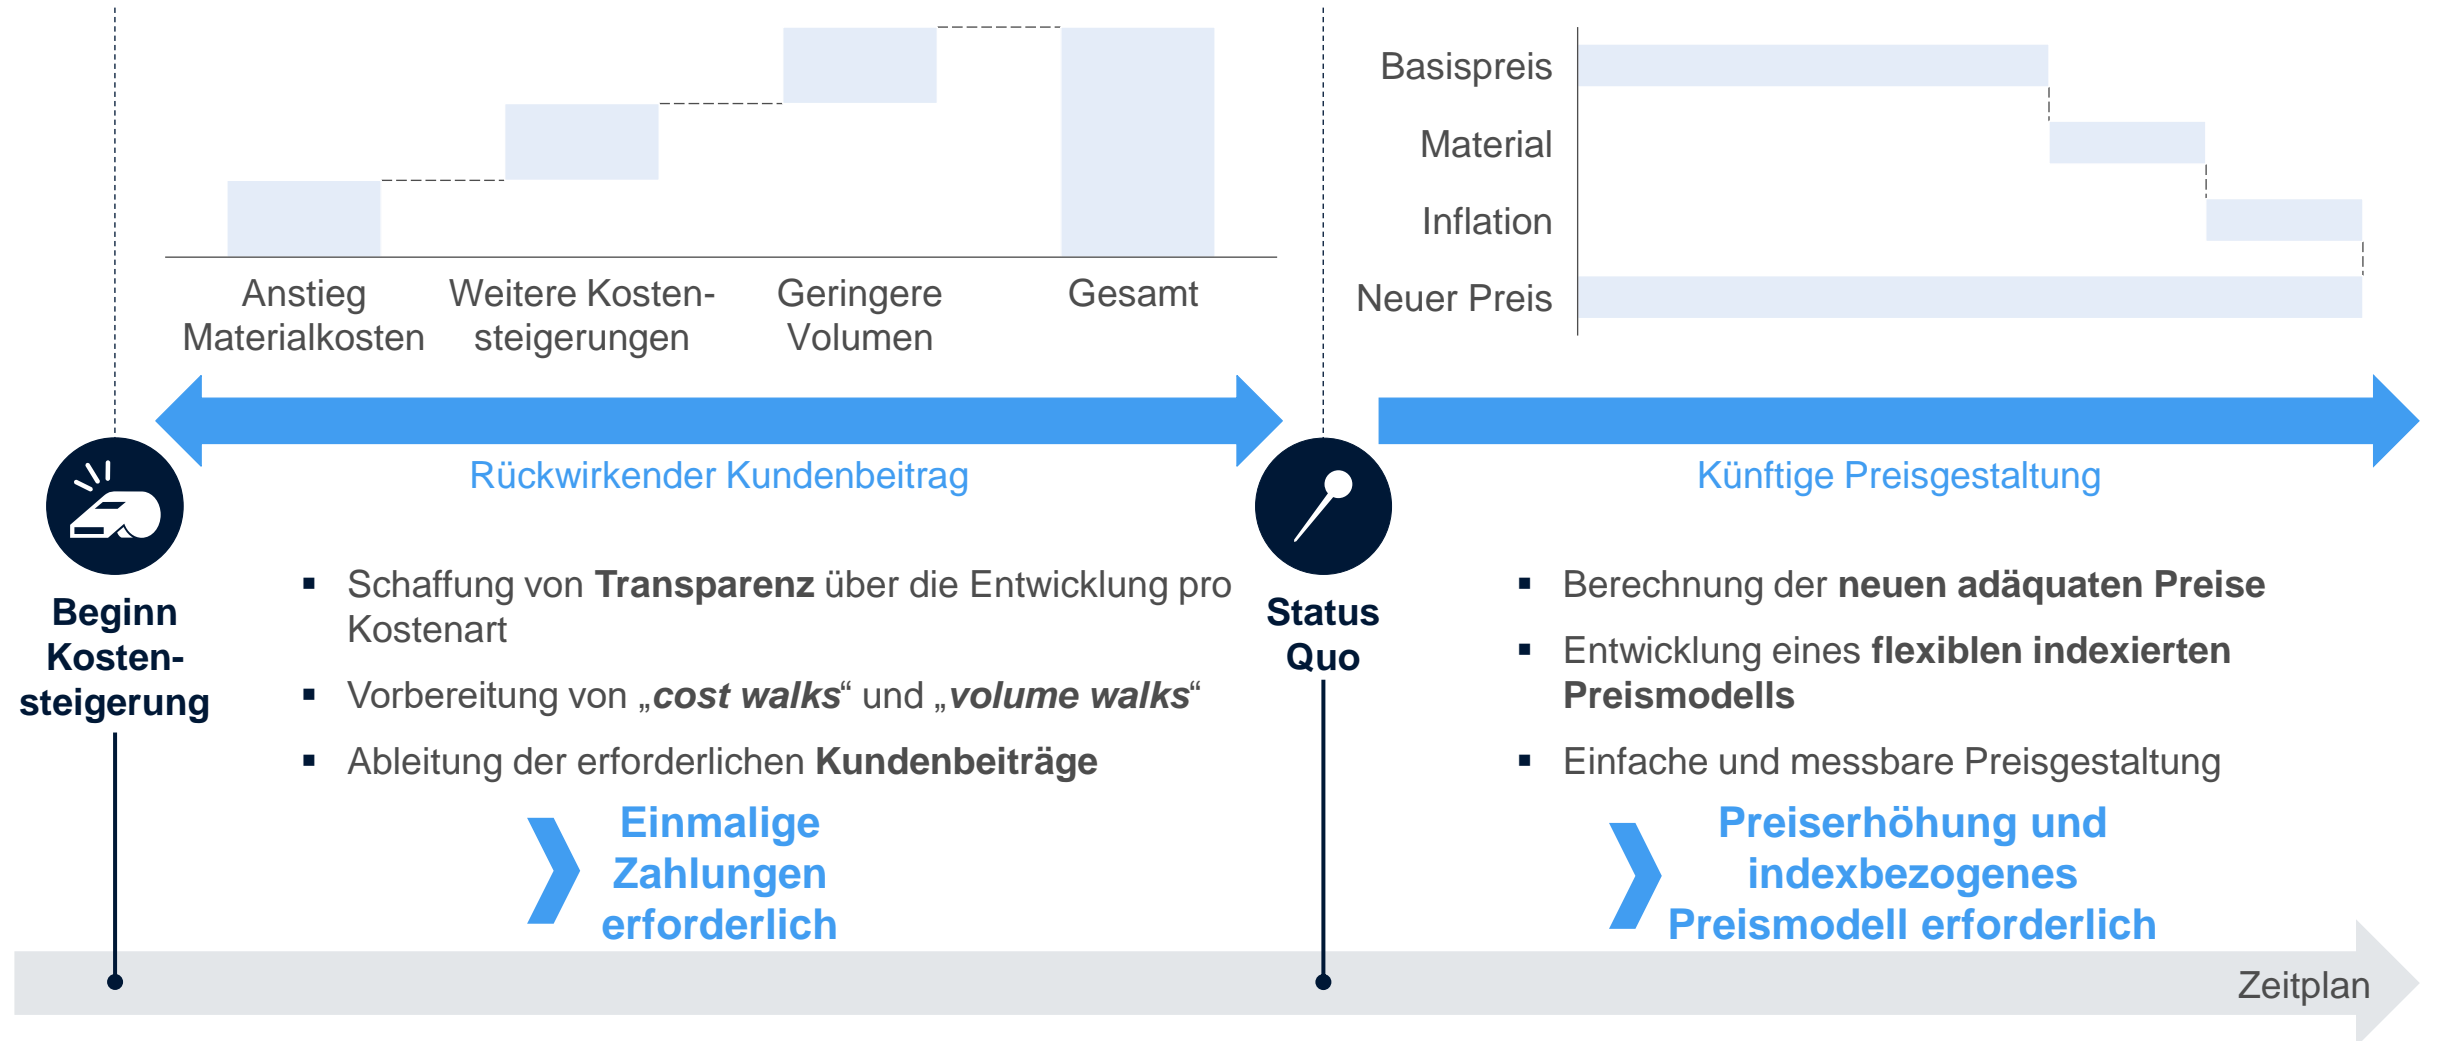 Anstieg
Materialkosten
Weitere Kosten-
steigerungen
Geringere
Volumen
Gesamt
Basispreis
Material
Inflation
Neuer Preis
Rückwirkender Kundenbeitrag
Künftige Preisgestaltung
Beginn
Kosten-
steigerung
▪ Schaffung von Transparenz über die Entwicklung pro
Kostenart
▪ Vorbereitung von „cost walks“ und „volume walks“
▪ Ableitung der erforderlichen Kundenbeiträge
Einmalige
Zahlungen
erforderlich
Status
Quo
▪ Berechnung der neuen adäquaten Preise
▪ Entwicklung eines flexiblen indexierten
Preismodells
▪ Einfache und messbare Preisgestaltung
Preiserhöhung und
indexbezogenes
Preismodell erforderlich
Zeitplan